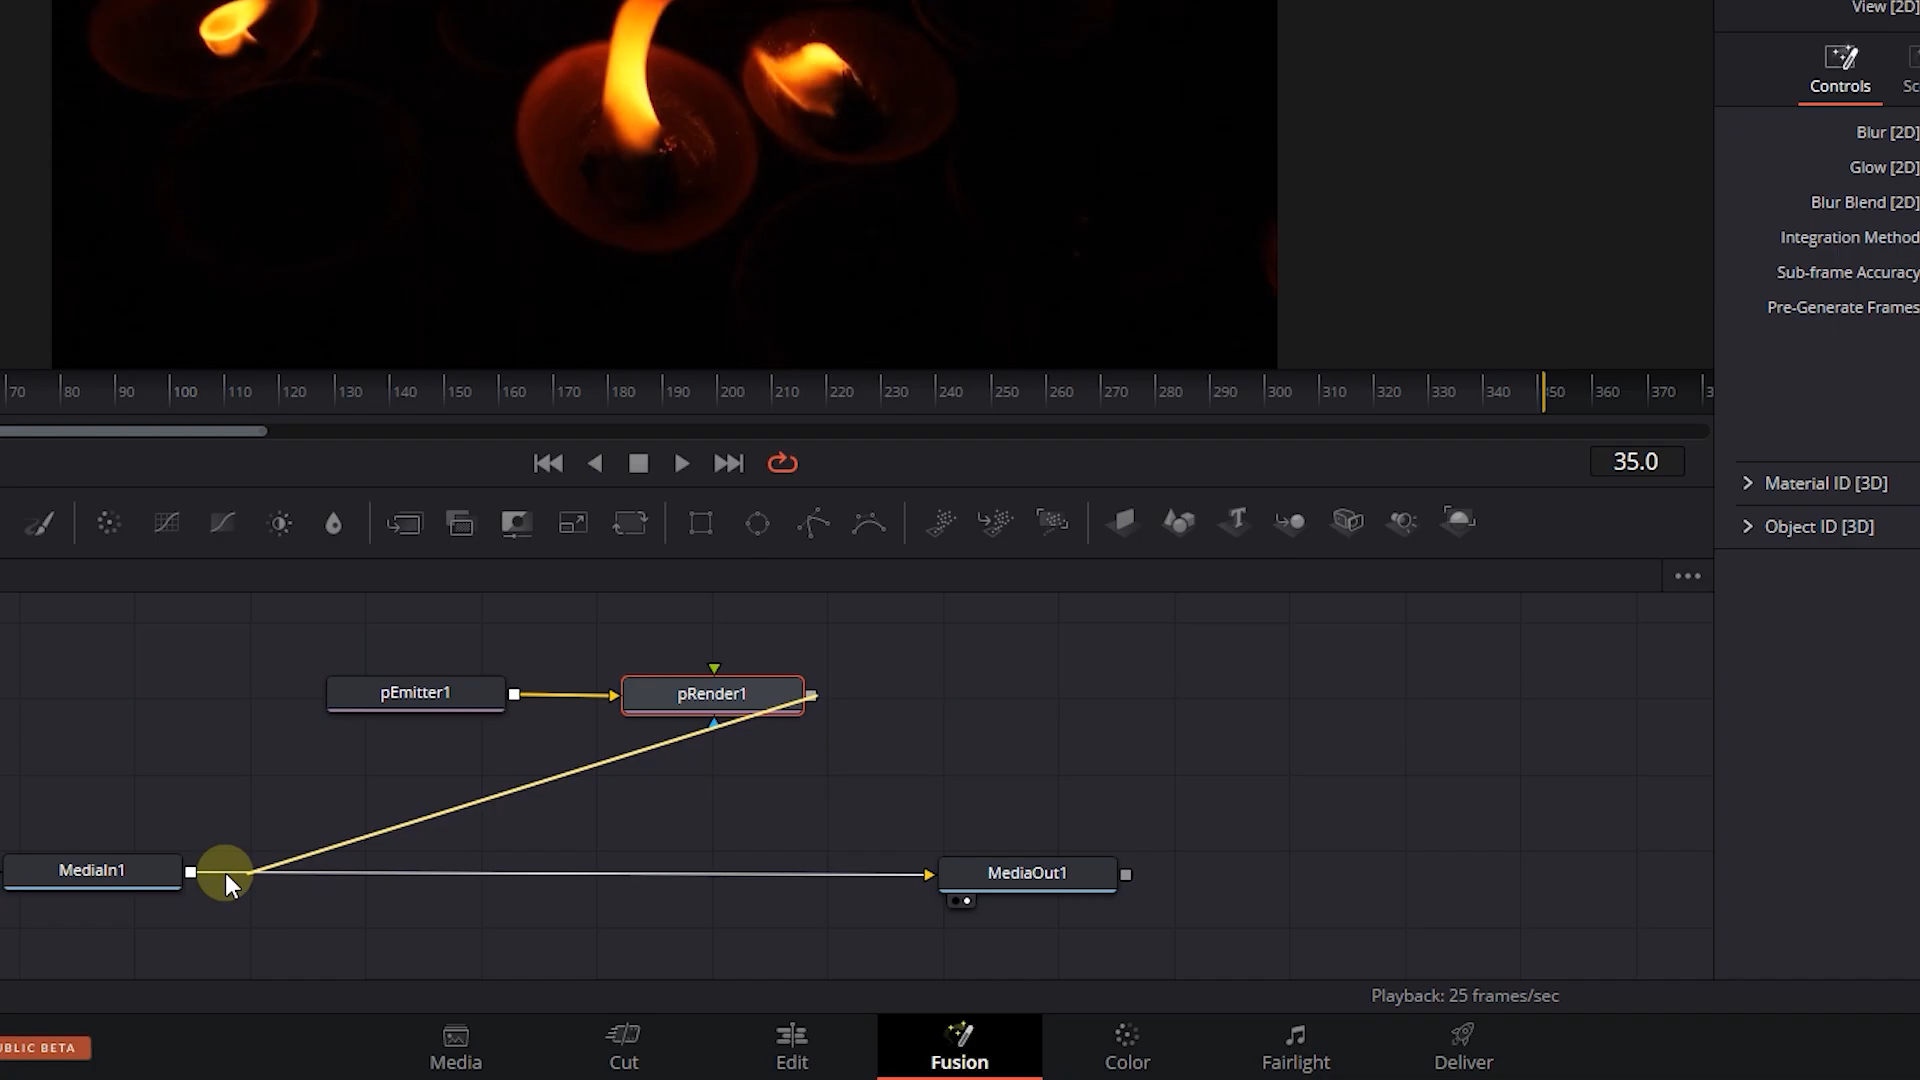 View [2D]
Controls
Sc
Blur [2D]
Glow [2D]
Blur Blend [2D]
Integration Method
Sub-frame Accuracy
Pre-Generate Frames
70 80 90 100 110 120 130 140 150 160 170 180 190 200 210 220 230 240 250 260 270 280 290 300 310 320 330 340 350 360 370 3
35.0
Material ID [3D]
Object ID [3D]
pEmitter1
pRender1
MediaIn1
MediaOut1
Playback: 25 frames/sec
UBLIC BETA
Media
Cut
Edit
Fusion
Color
Fairlight
Deliver